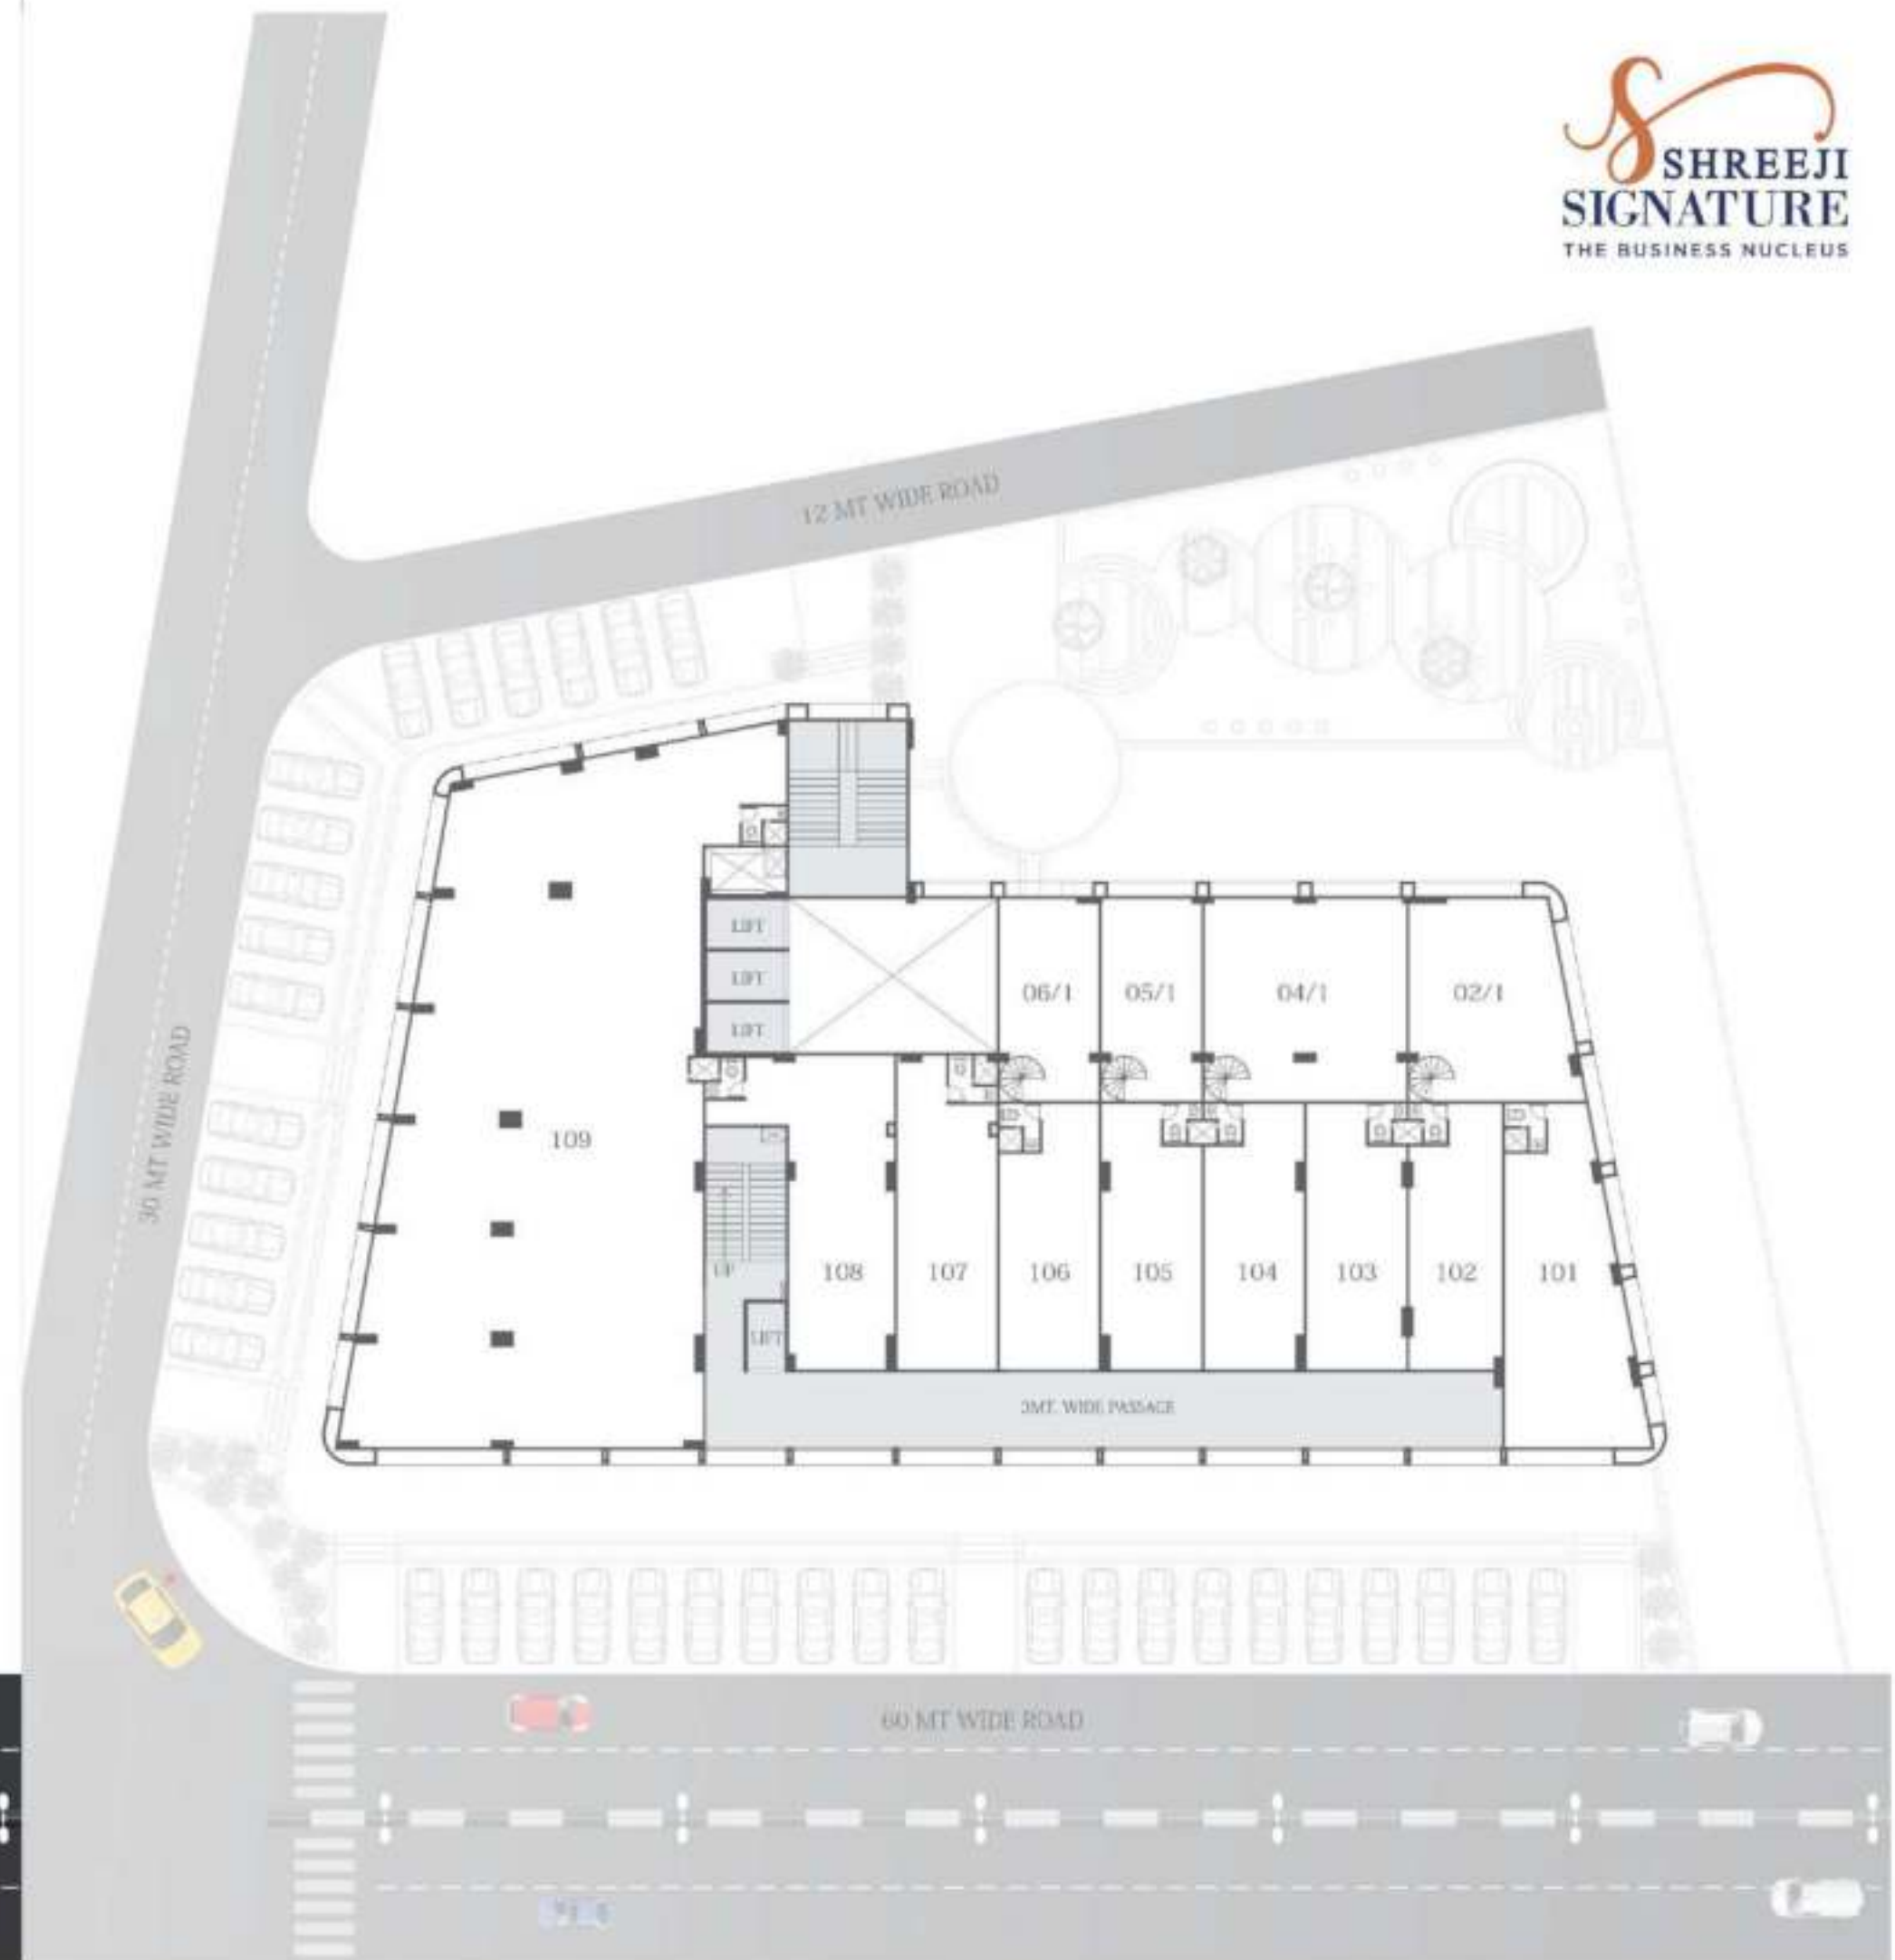 SHREEJI
SIGNATURE
THE BUSINESS NUCLEUS
12 MT WIDE ROAD
30 MT WIDE ROAD
LIFT
LIFT
LIFT
06/1
05/1
04/1
02/1
109
UP
LIFT
108
107
106
105
104
103
102
101
3MT. WIDE PASSAGE
60 MT WIDE ROAD